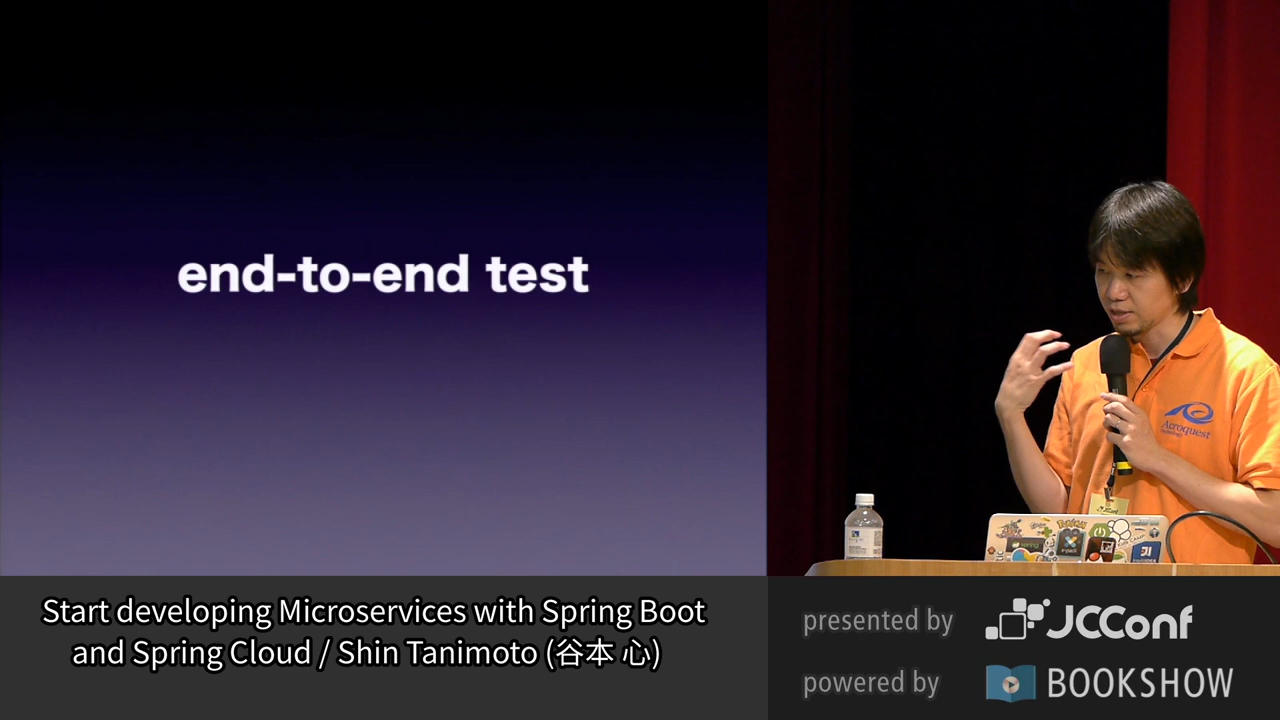 end-to-end test
Acroquest
Start developing Microservices with Spring Boot
and Spring Cloud / Shin Tanimoto (谷本 心)
presented by
JCConf
powered by
BOOKSHOW